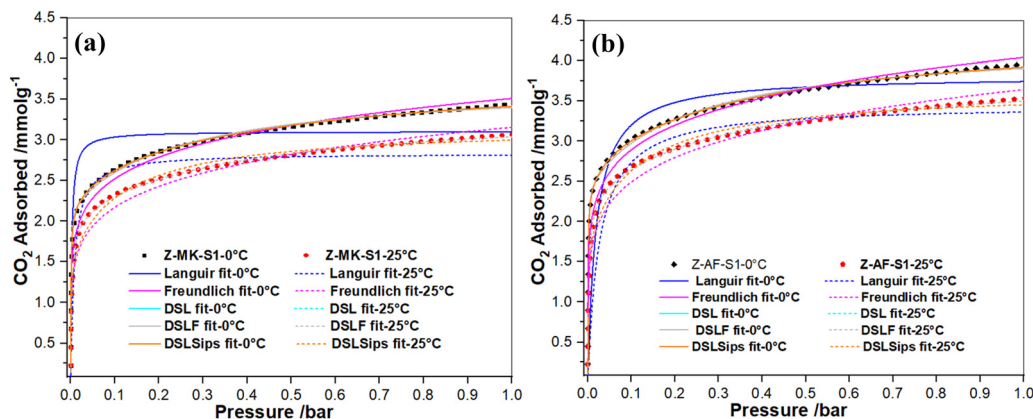 (a)
CO2 Adsorbed /mmolg-1
4.5
4.0
3.5
3.0
2.5
2.0
1.5
1.0
0.5
Z-MK-S1-0°C Z-MK-S1-25°C
Languir fit-0°C Languir fit-25°C
Freundlich fit-0°C Freundlich fit-25°C
DSL fit-0°C DSL fit-25°C
DSLF fit-0°C DSLF fit-25°C
DSLSips fit-0°C DSLSips fit-25°C
0.0 0.1 0.2 0.3 0.4 0.5 0.6 0.7 0.8 0.9 1.0
Pressure /bar
(b)
CO2 Adsorbed /mmolg-1
4.5
4.0
3.5
3.0
2.5
2.0
1.5
1.0
0.5
Z-AF-S1-0°C Z-AF-S1-25°C
Languir fit-0°C Languir fit-25°C
Freundlich fit-0°C Freundlich fit-25°C
DSL fit-0°C DSL fit-25°C
DSLF fit-0°C DSLF fit-25°C
DSLSips fit-0°C DSLSips fit-25°C
0.0 0.1 0.2 0.3 0.4 0.5 0.6 0.7 0.8 0.9 1.0
Pressure /bar